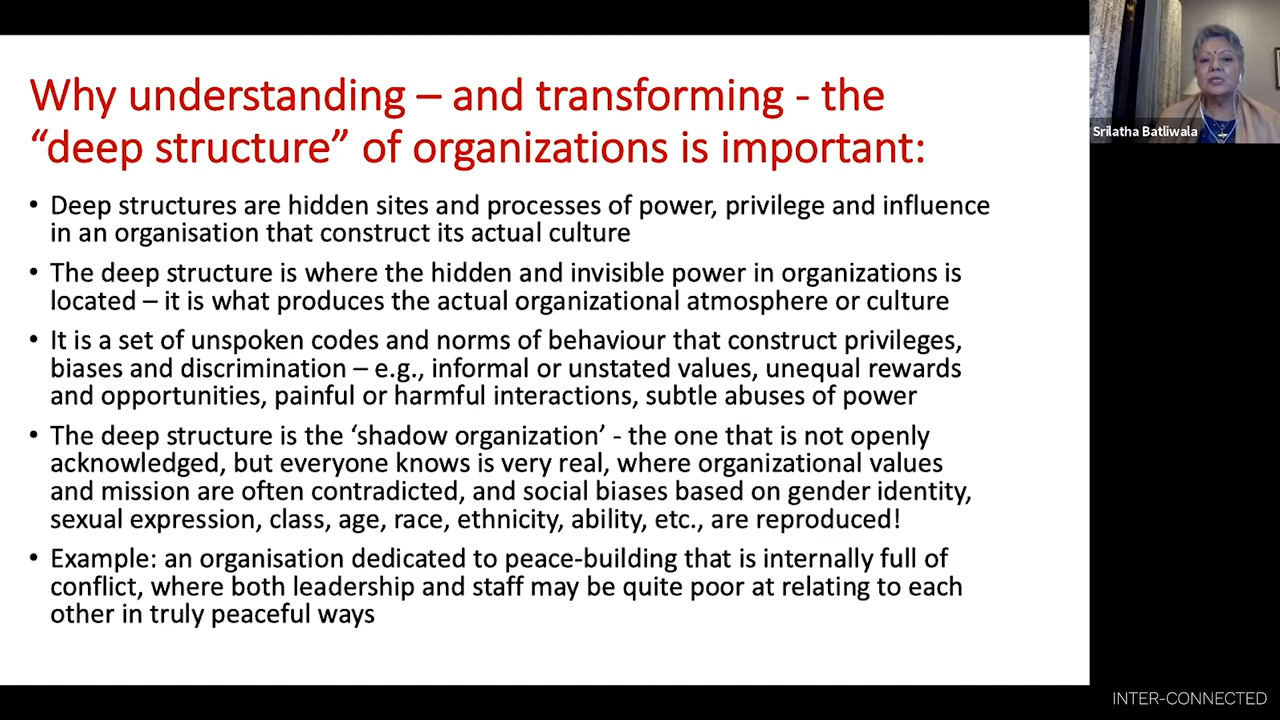 Why understanding – and transforming - the
“deep structure” of organizations is important:
• Deep structures are hidden sites and processes of power, privilege and influence
in an organisation that construct its actual culture
• The deep structure is where the hidden and invisible power in organizations is
located – it is what produces the actual organizational atmosphere or culture
• It is a set of unspoken codes and norms of behaviour that construct privileges,
biases and discrimination – e.g., informal or unstated values, unequal rewards
and opportunities, painful or harmful interactions, subtle abuses of power
• The deep structure is the ‘shadow organization’ - the one that is not openly
acknowledged, but everyone knows is very real, where organizational values
and mission are often contradicted, and social biases based on gender identity,
sexual expression, class, age, race, ethnicity, ability, etc., are reproduced!
• Example: an organisation dedicated to peace-building that is internally full of
conflict, where both leadership and staff may be quite poor at relating to each
other in truly peaceful ways
Srilatha Batliwala
INTER-CONNECTED